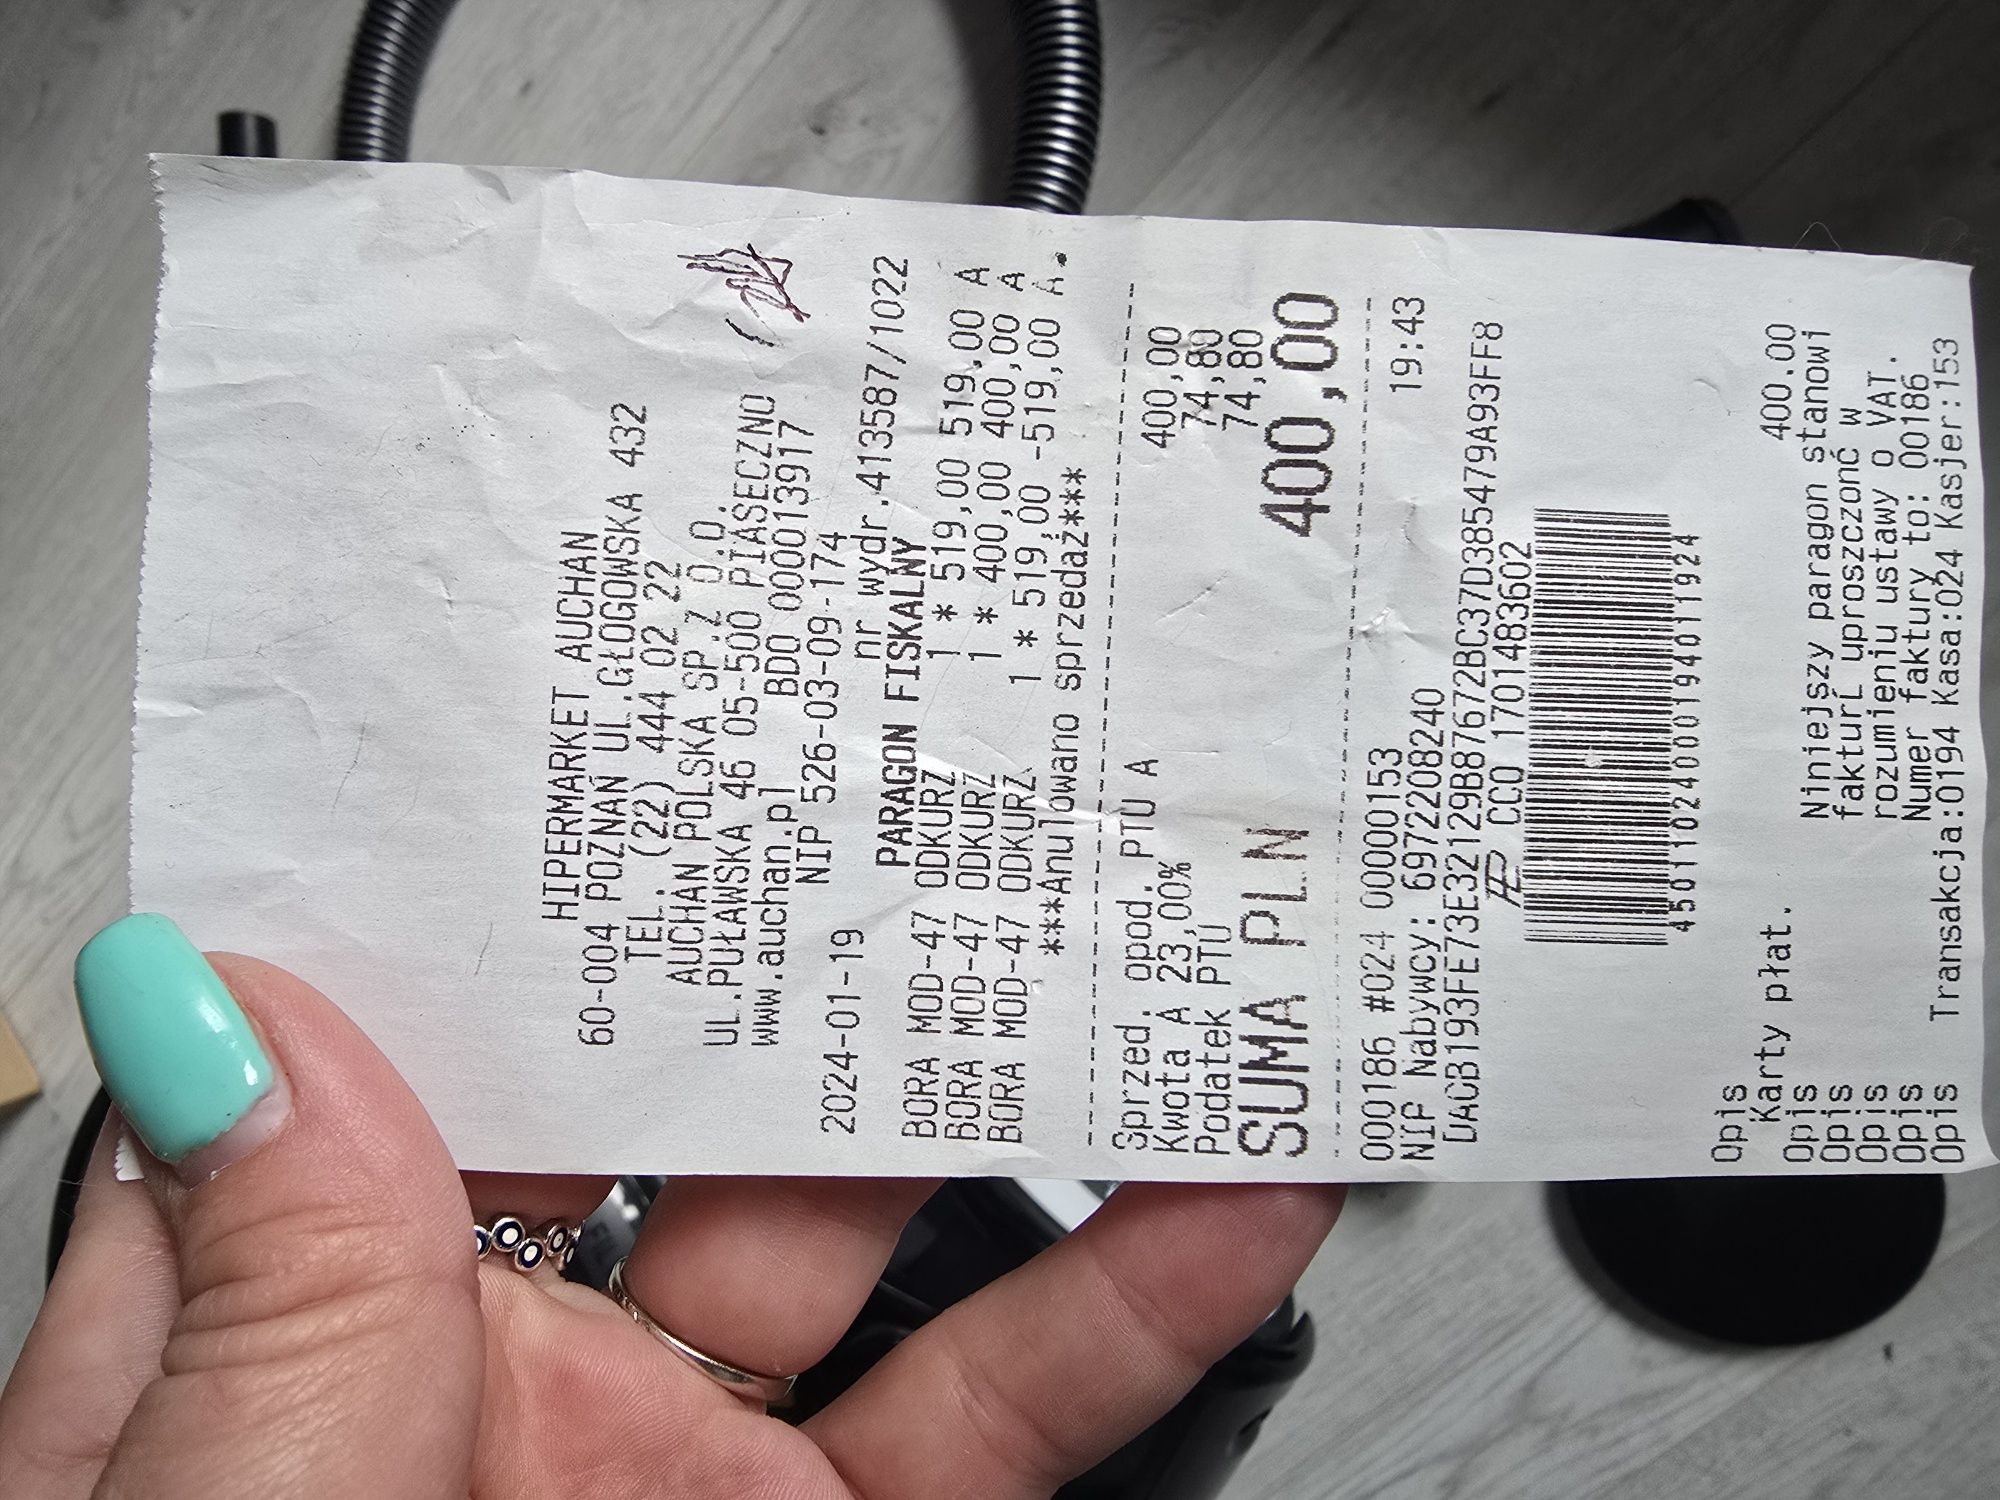 HIPERMARKET AUCHAN
60-004 POZNAŃ UL.GŁOGOWSKA 432
TEL. (22) 444 02 22
AUCHAN POLSKA SP.Z O.O.
UL.PUŁAWSKA 46 05-500 PIASECZNO
www.auchan.pl BDO 000013917
NIP 526-03-09-174
2024-01-19 nr wydr.413587/1022
PARAGON FISKALNY
BORA MOD-47 ODKURZ 1 * 519,00 519,00 A
BORA MOD-47 ODKURZ 1 * 400,00 400,00 A
BORA MOD-47 ODKURZ 1 * 519,00 -519,00 A
***Anulowano sprzedaż***
Sprzed. opod. PTU A 400,00
Kwota A 23,00% 74,80
Podatek PTU 74,80
SUMA PLN 400,00
000186 #024 00000153 19:43
NIP Nabywcy: 6972208240
DACB193FE73E32129B87672BC37D385479A93FF8
CCO 1701483602
45011024000194011924
Opis
Karty płat. 400.00
Opis Niniejszy paragon stanowi
Opis fakturĹ uproszczonć w
Opis rozumieniu ustawy o VAT.
Opis Numer faktury to: 00186
Opis Transakcja:0194 Kasa:024 Kasjer:153